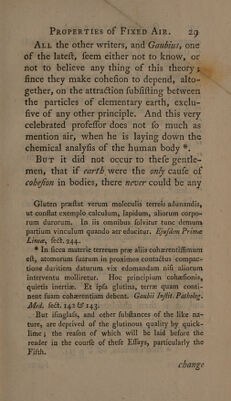 PROPERTIES OF FIXED AIR. 29
ALL the other writers, and Gaubius, one
of the lateſt, ſeem either not to know, or
not to believe any thing of this theory;
ſince they make coheſion to depend, alto-
gether, on the attraction ſubſiſting between
the particles of elementary earth, excluſi-
ſive of any other principle. And this very
celebrated profeſſor does not ſo much as
mention air, when he is laying down the
chemical analyſis of the human body *.
BUT it did not occur to theſe gentle-
men, that if earth were the only cauſe of
coheſion in bodies, there never could be any
Gluten præſtat verum moleculis terreis adunandis,
ut conſtat exemplo calculum, lapidum, aliorum corpo-
rum durorum. In iis omnibus ſolvitur tunc demum
partium vinculum quando aer educitur. Ejuſdem Primæ
Lineæ, ſect. 244.
* In ſicca materie terreum præ aliis cohærentiſſimum
eſt, atomorum ſuarum in proximos contactus compac-
tione duritiem daturum vix edomandam niſi aliorum
interventu molliretur. Hoc principium cohæſionis,
quietis inertiæ. Et ipſa glutina, terræ quam conti-
nent ſuam cohærentiam debent. Gaubii Inſtit. Patholog.
Med. ſect. 142 & 143.
But iſinglaſs, and other ſubſtances of the like na-
ture, are deprived of the glutinous quality by quick-
lime; the reaſon of which will be laid before the
reader in the courſe of theſe Eſſays, particularly the
Fifth.
change